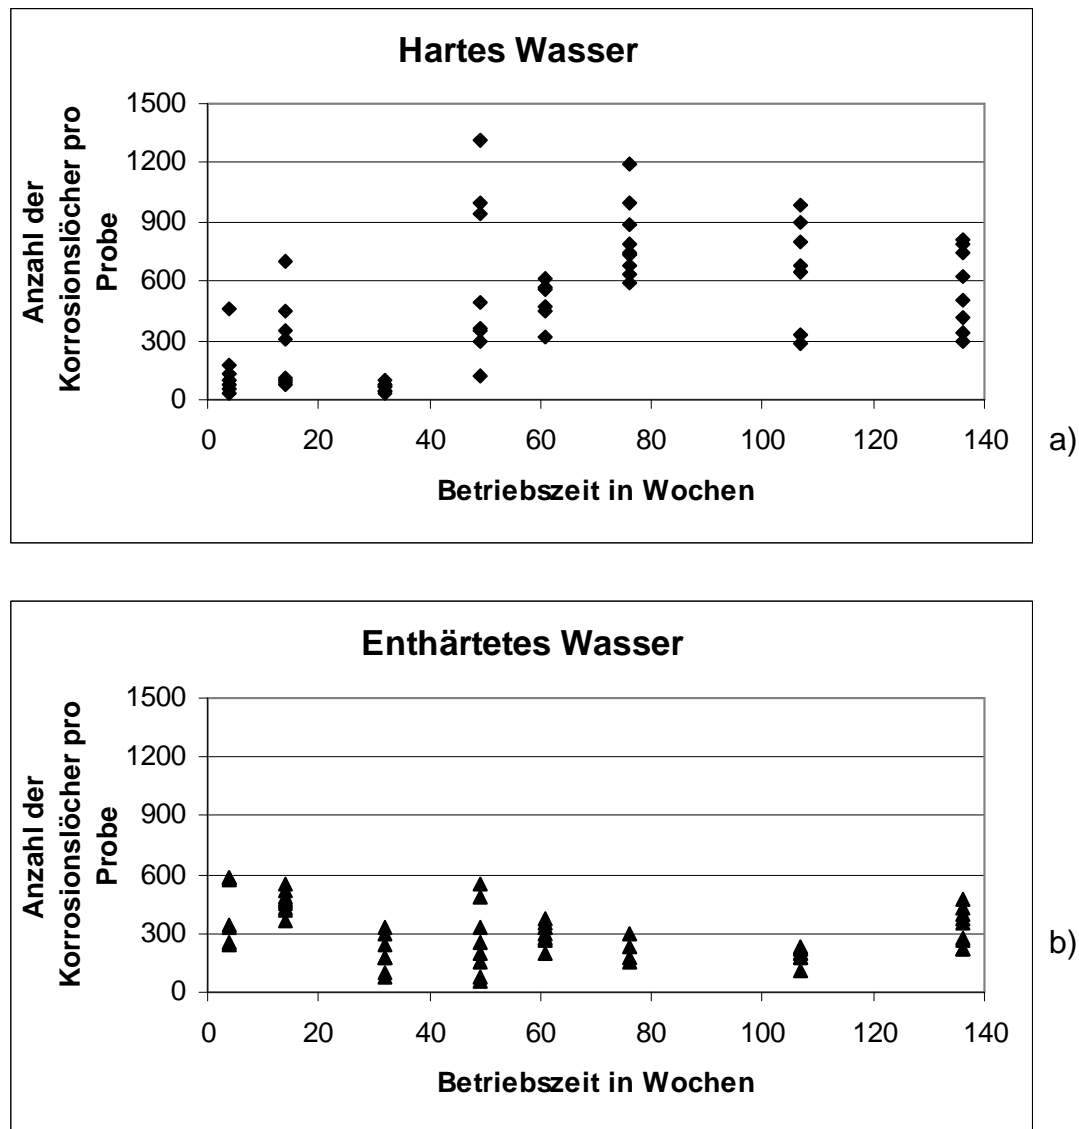 Hartes Wasser
Anzahl der
Korrosionslöcher pro
Probe
1500
1200
900
600
300
0
0 20 40 60 80 100 120 140
Betriebszeit in Wochen
a)
Enthärtetes Wasser
Anzahl der
Korrosionslöcher pro
Probe
1500
1200
900
600
300
0
0 20 40 60 80 100 120 140
Betriebszeit in Wochen
b)